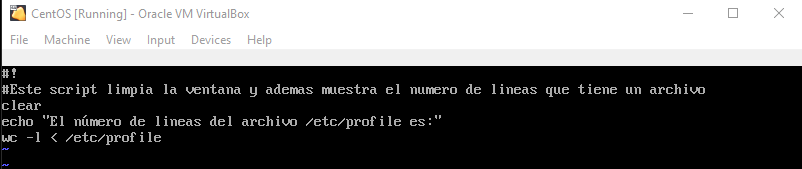 CentOS [Running] - Oracle VM VirtualBox
File Machine View Input Devices Help
#!
#Este script limpia la ventana y ademas muestra el numero de lineas que tiene un archivo
clear
echo "El número de lineas del archivo /etc/profile es:"
wc -l < /etc/profile
~
~